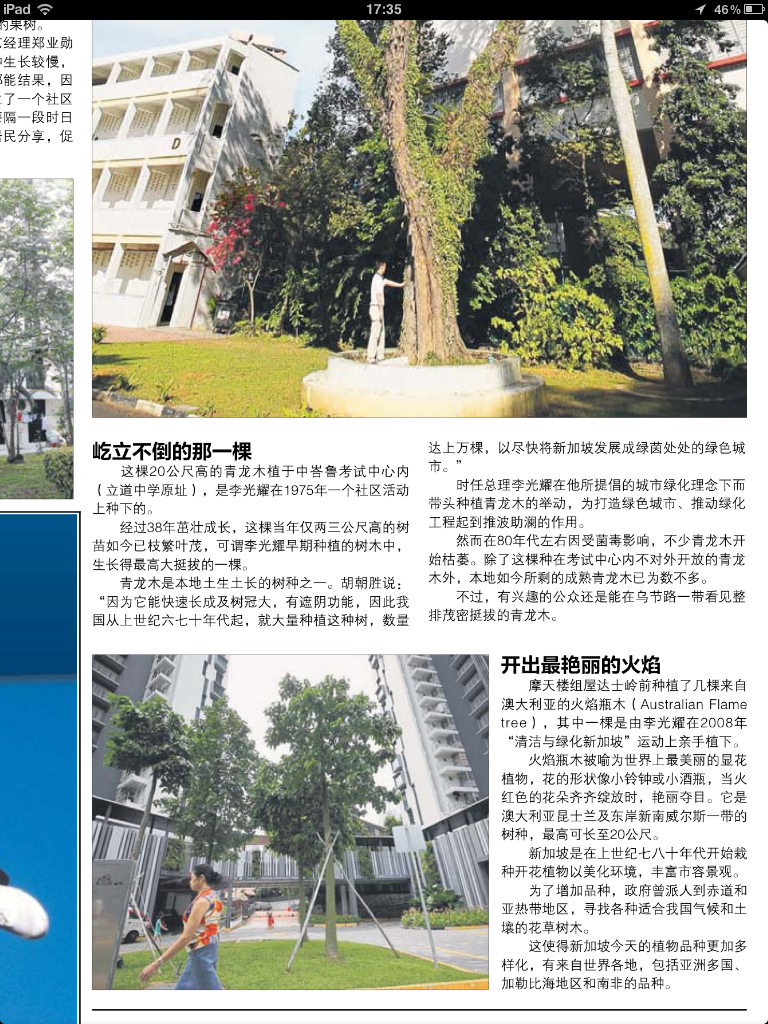 iPad
17:35
46%
的果树。
经理郑业勋
生长较慢,
能结果,因
了一个社区
隔一段时日
居民分享,促
D
屹立不倒的那一棵
这棵20公尺高的青龙木植于中峇鲁考试中心内
(立道中学原址),是李光耀在1975年一个社区活动
上种下的。
经过38年茁壮成长,这棵当年仅两三公尺高的树
苗如今已枝繁叶茂,可谓李光耀早期种植的树木中,
生长得最高大挺拔的一棵。
青龙木是本地土生土长的树种之一。胡朝胜说:
“因为它能快速长成及树冠大,有遮阴功能,因此我
国从上世纪六七十年代起,就大量种植这种树,数量
达上万棵,以尽快将新加坡发展成绿茵处处的绿色城
市。”
时任总理李光耀在他所提倡的城市绿化理念下而
带头种植青龙木的举动,为打造绿色城市、推动绿化
工程起到推波助澜的作用。
然而在80年代左右因受菌毒影响,不少青龙木开
始枯萎。除了这棵种在考试中心内不对外开放的青龙
木外,本地如今所剩的成熟青龙木已为数不多。
不过,有兴趣的公众还是能在乌节路一带看见整
排茂密挺拔的青龙木。
开出最艳丽的火焰
摩天楼组屋达士岭前种植了几棵来自
澳大利亚的火焰瓶木(Australian Flame
tree),其中一棵是由李光耀在2008年
“清洁与绿化新加坡”运动上亲手植下。
火焰瓶木被喻为世界上最美丽的显花
植物,花的形状像小铃钟或小酒瓶,当火
红色的花朵齐齐绽放时,艳丽夺目。它是
澳大利亚昆士兰及东岸新南威尔斯一带的
树种,最高可长至20公尺。
新加坡是在上世纪七八十年代开始栽
种开花植物以美化环境,丰富市容景观。
为了增加品种,政府曾派人到赤道和
亚热带地区,寻找各种适合我国气候和土
壤的花草树木。
这使得新加坡今天的植物品种更加多
样化,有来自世界各地,包括亚洲多国、
加勒比海地区和南非的品种。